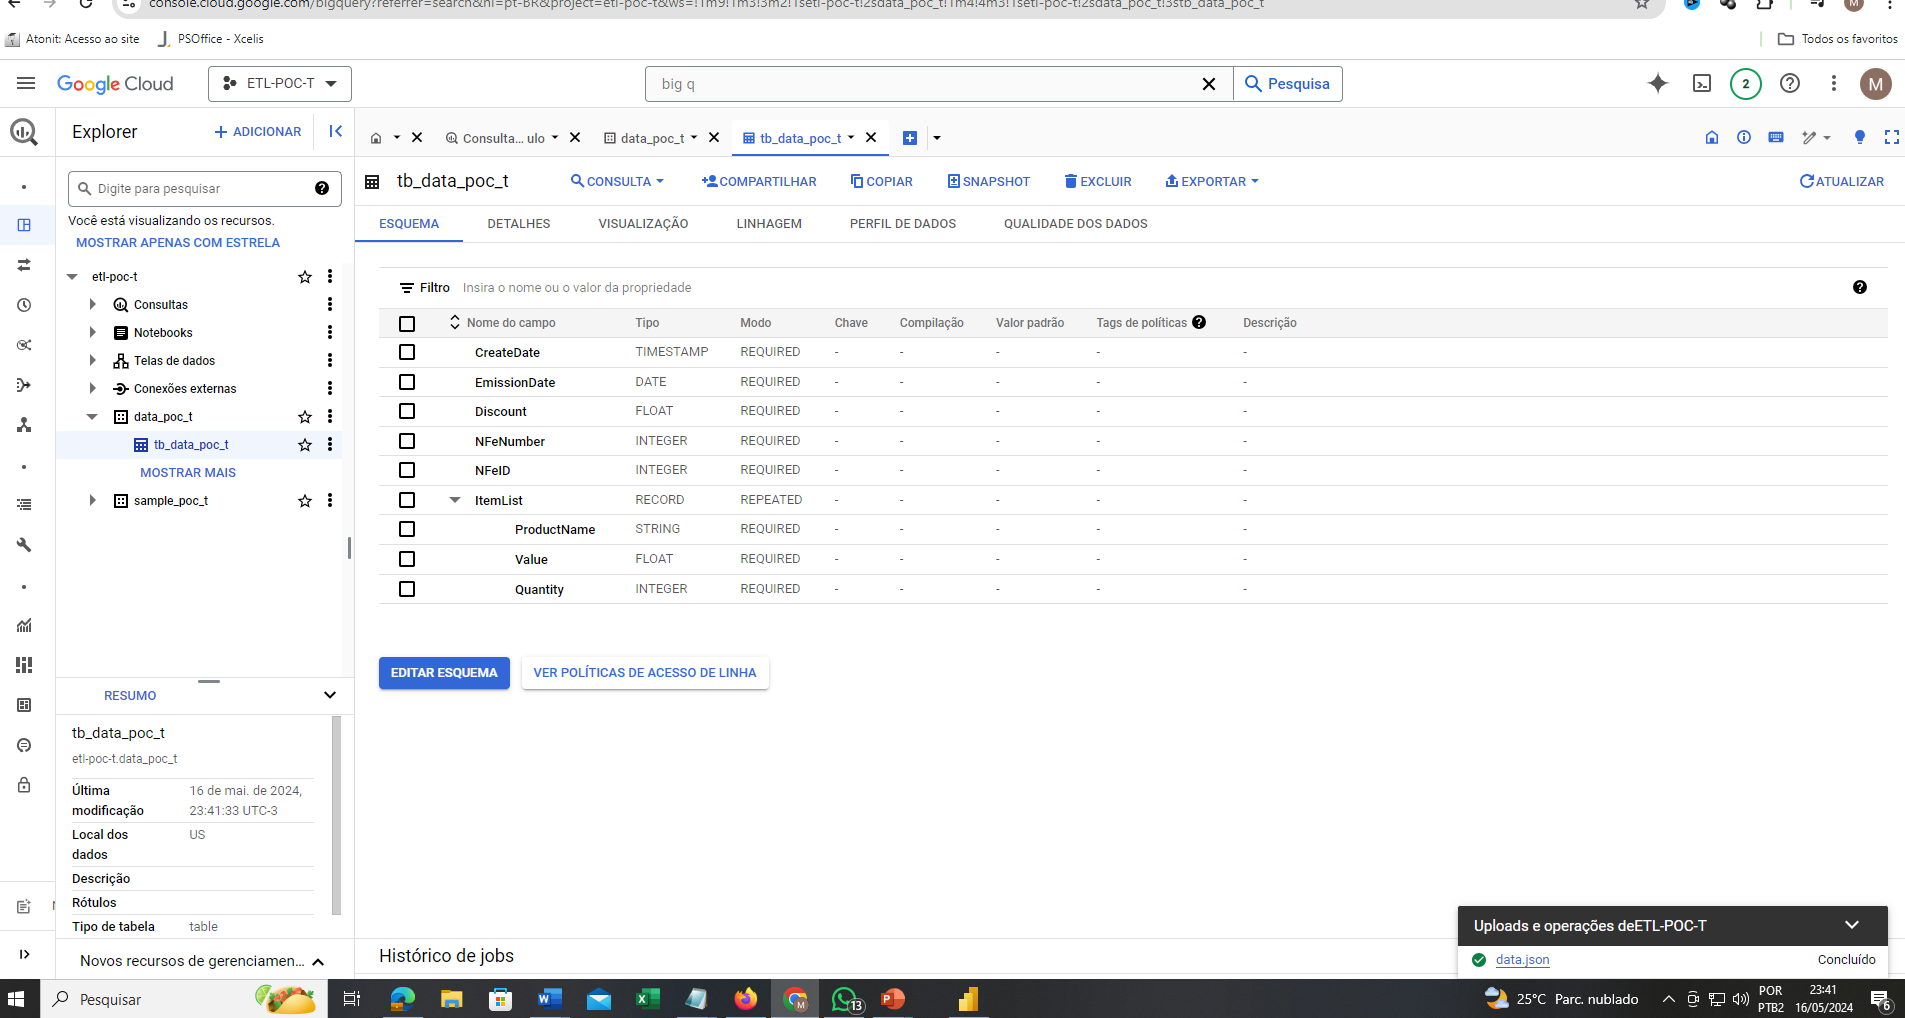 console.cloud.google.com/bigquery?referrer=search&hl=pt-BR&project=etl-poc-t&ws=!1m9!1m3!3m2!1setl-poc-t!2sdata_poc_t!1m4!4m3!1setl-poc-t!2sdata_poc_t!3stb_data_poc_t
M
Atonit: Acesso ao site
PSOffice - Xcelis
Todos os favoritos
Google Cloud
ETL-POC-T
big q
Pesquisa
2
M
Explorer
ADICIONAR
Consulta... ulo
data_poc_t
tb_data_poc_t
Digite para pesquisar
Você está visualizando os recursos.
MOSTRAR APENAS COM ESTRELA
etl-poc-t
Consultas
Notebooks
Telas de dados
Conexões externas
data_poc_t
tb_data_poc_t
MOSTRAR MAIS
sample_poc_t
tb_data_poc_t
CONSULTA
COMPARTILHAR
COPIAR
SNAPSHOT
EXCLUIR
EXPORTAR
ATUALIZAR
ESQUEMA
DETALHES
VISUALIZAÇÃO
LINHAGEM
PERFIL DE DADOS
QUALIDADE DOS DADOS
Filtro Insira o nome ou o valor da propriedade
Nome do campo Tipo Modo Chave Compilação Valor padrão Tags de políticas Descrição
CreateDate TIMESTAMP REQUIRED - - - - -
EmissionDate DATE REQUIRED - - - - -
Discount FLOAT REQUIRED - - - - -
NFeNumber INTEGER REQUIRED - - - - -
NFeID INTEGER REQUIRED - - - - -
ItemList RECORD REPEATED - - - - -
ProductName STRING REQUIRED - - - - -
Value FLOAT REQUIRED - - - - -
Quantity INTEGER REQUIRED - - - - -
EDITAR ESQUEMA
VER POLÍTICAS DE ACESSO DE LINHA
RESUMO
tb_data_poc_t
etl-poc-t.data_poc_t
Última modificação 16 de mai. de 2024, 23:41:33 UTC-3
Local dos dados US
Descrição
Rótulos
Tipo de tabela table
Novos recursos de gerenciamen...
Histórico de jobs
Uploads e operações deETL-POC-T
data.json
Concluído
Pesquisar
13
25°C Parc. nublado
POR
PTB2
23:41
16/05/2024
6